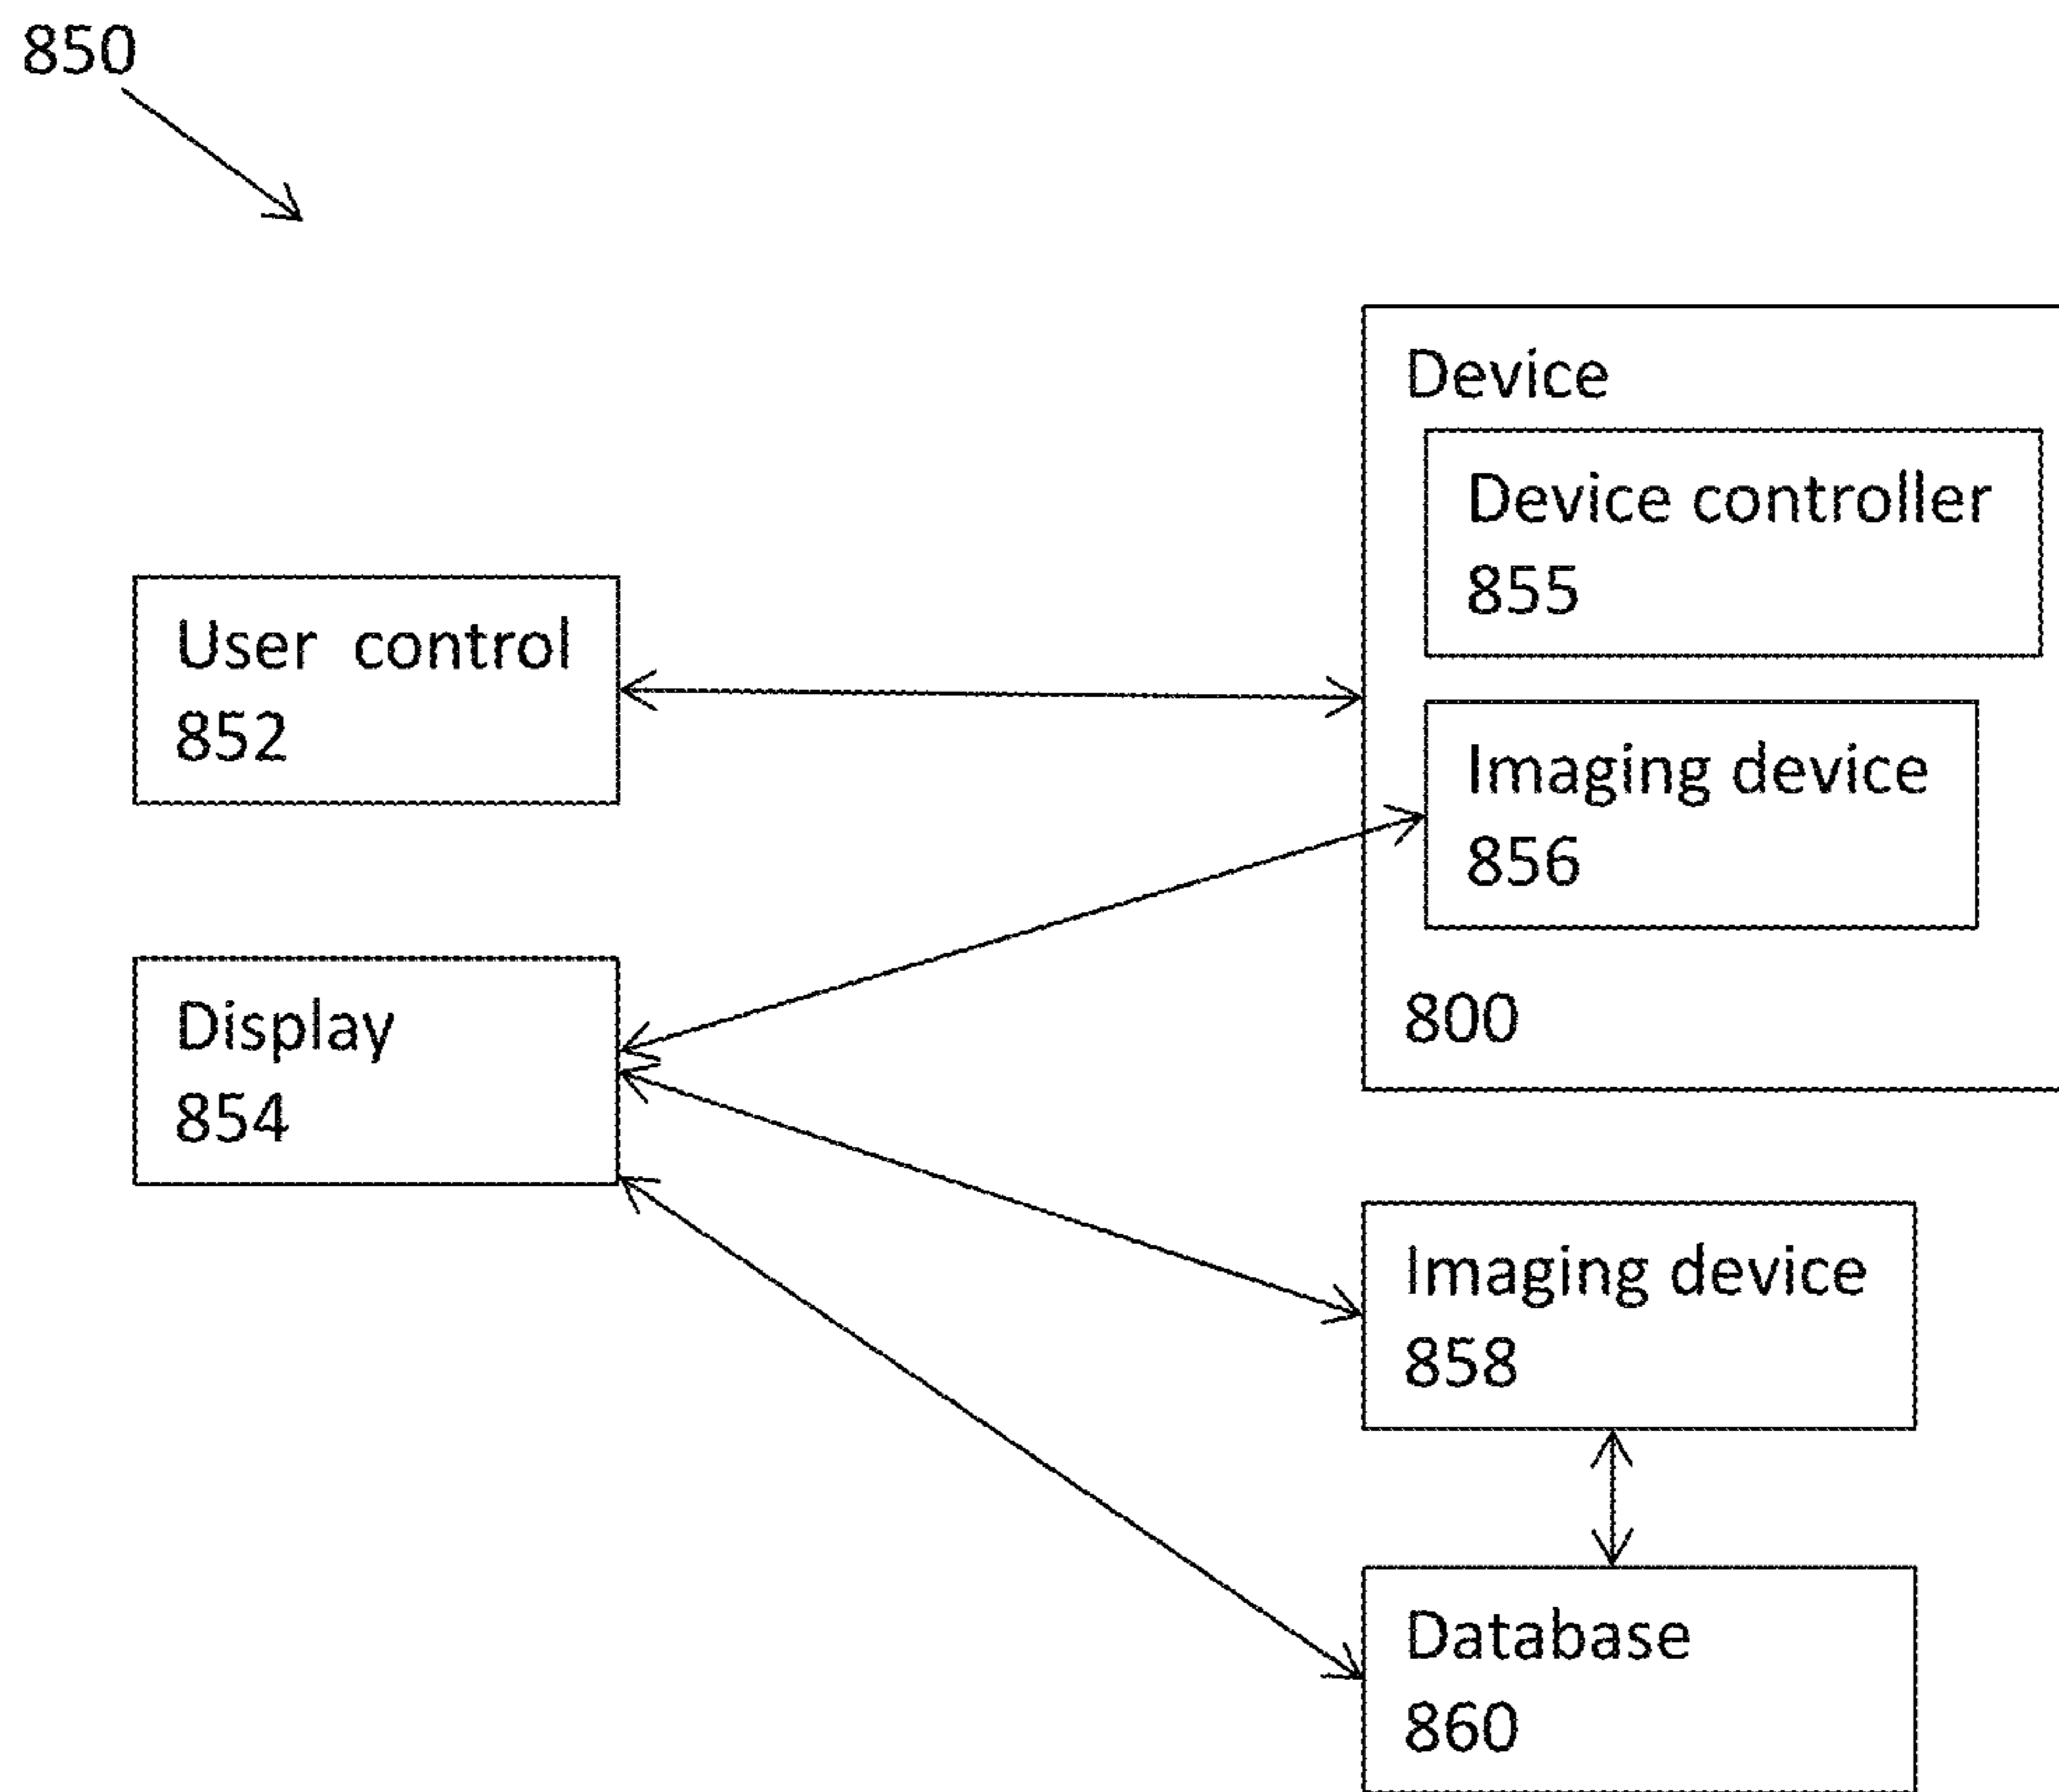 850
Device
Device controller
855
User control
852
Imaging device
856
800
Display
854
Imaging device
858
Database
860